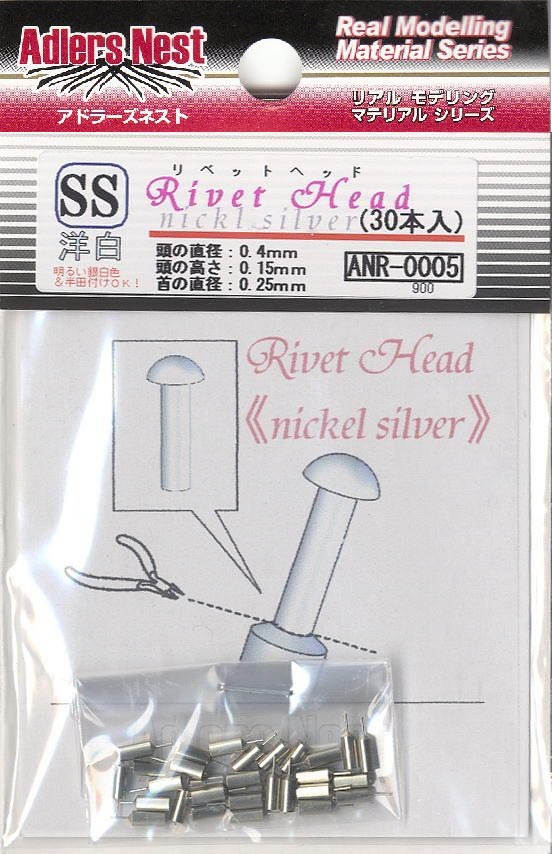 Adlers Nest
アドラーズネスト
Real Modelling
Material Series
リアル モデリング
マテリアル シリーズ
SS
洋白
明るい銀白色
&半田付けOK!
リベットヘッド
Rivet Head
nickl silver(30本入)
頭の直径:0.4mm
頭の高さ:0.15mm
首の直径:0.25mm
ANR-0005
900
Rivet Head
《nickel silver》
Adlers Nest